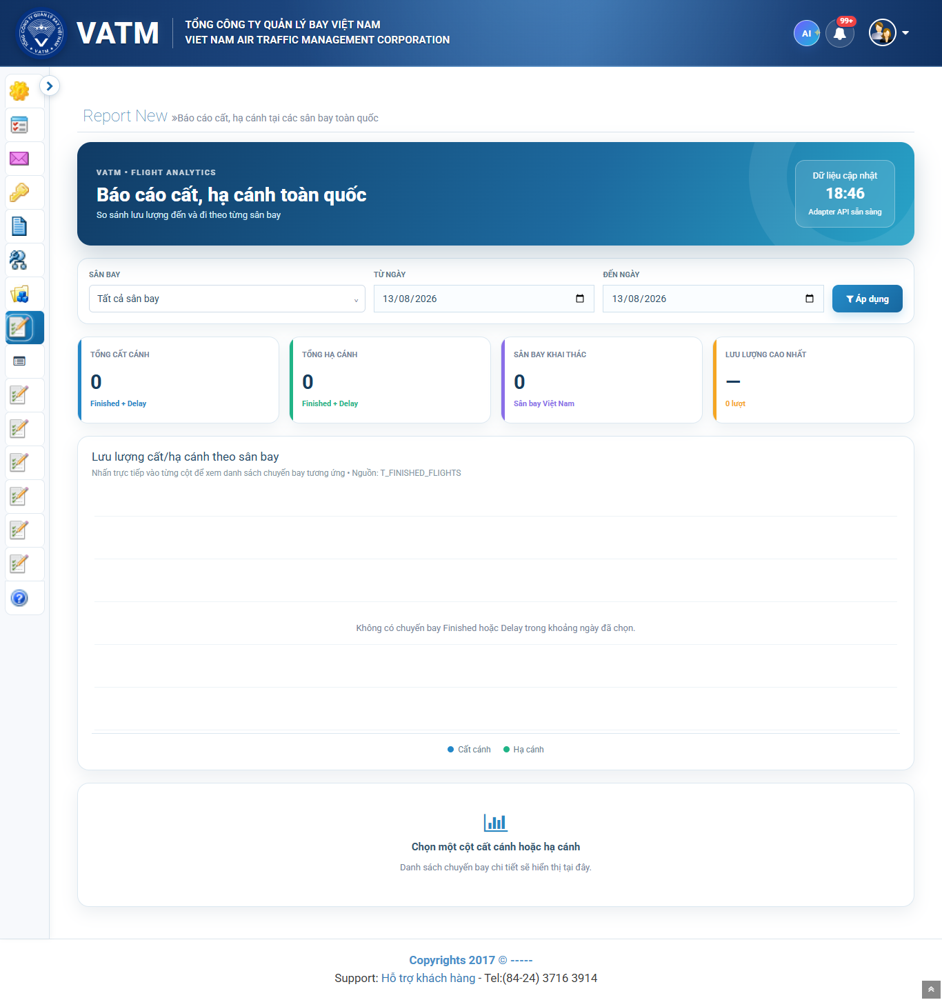 TỔNG CÔNG TY QUẢN LÝ BAY VIỆT NAM
VATM
VATM
TỔNG CÔNG TY QUẢN LÝ BAY VIỆT NAM
VIET NAM AIR TRAFFIC MANAGEMENT CORPORATION
AI
99+
Report New »Báo cáo cất, hạ cánh tại các sân bay toàn quốc
VATM • FLIGHT ANALYTICS
Báo cáo cất, hạ cánh toàn quốc
So sánh lưu lượng đến và đi theo từng sân bay
Dữ liệu cập nhật
18:46
Adapter API sẵn sàng
SÂN BAY
TỪ NGÀY
ĐẾN NGÀY
Tất cả sân bay
13/08/2026
13/08/2026
Áp dụng
TỔNG CẤT CÁNH
0
Finished + Delay
TỔNG HẠ CÁNH
0
Finished + Delay
SÂN BAY KHAI THÁC
0
Sân bay Việt Nam
LƯU LƯỢNG CAO NHẤT
—
0 lượt
Lưu lượng cất/hạ cánh theo sân bay
Nhấn trực tiếp vào từng cột để xem danh sách chuyến bay tương ứng • Nguồn: T_FINISHED_FLIGHTS
Không có chuyến bay Finished hoặc Delay trong khoảng ngày đã chọn.
Cất cánh
Hạ cánh
Chọn một cột cất cánh hoặc hạ cánh
Danh sách chuyến bay chi tiết sẽ hiển thị tại đây.
Copyrights 2017 © -----
Support: Hỗ trợ khách hàng - Tel:(84-24) 3716 3914